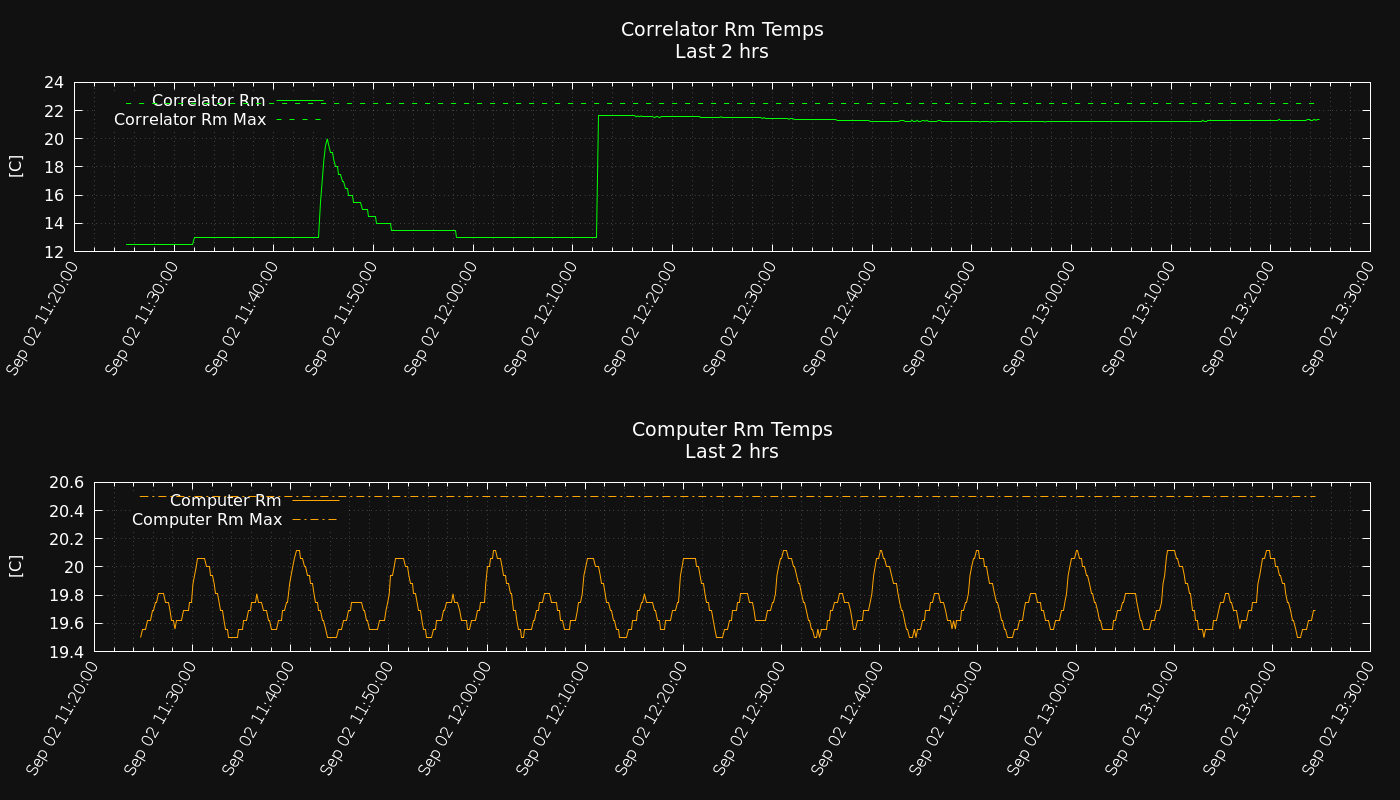 Correlator Rm Temps
Last 2 hrs
24
22
20
18
16
14
12
[C]
Correlator Rm
Correlator Rm Max
Sep 02 11:20:00
Sep 02 11:30:00
Sep 02 11:40:00
Sep 02 11:50:00
Sep 02 12:00:00
Sep 02 12:10:00
Sep 02 12:20:00
Sep 02 12:30:00
Sep 02 12:40:00
Sep 02 12:50:00
Sep 02 13:00:00
Sep 02 13:10:00
Sep 02 13:20:00
Sep 02 13:30:00
Computer Rm Temps
Last 2 hrs
20.6
20.4
20.2
20
19.8
19.6
19.4
[C]
Computer Rm
Computer Rm Max
Sep 02 11:20:00
Sep 02 11:30:00
Sep 02 11:40:00
Sep 02 11:50:00
Sep 02 12:00:00
Sep 02 12:10:00
Sep 02 12:20:00
Sep 02 12:30:00
Sep 02 12:40:00
Sep 02 12:50:00
Sep 02 13:00:00
Sep 02 13:10:00
Sep 02 13:20:00
Sep 02 13:30:00